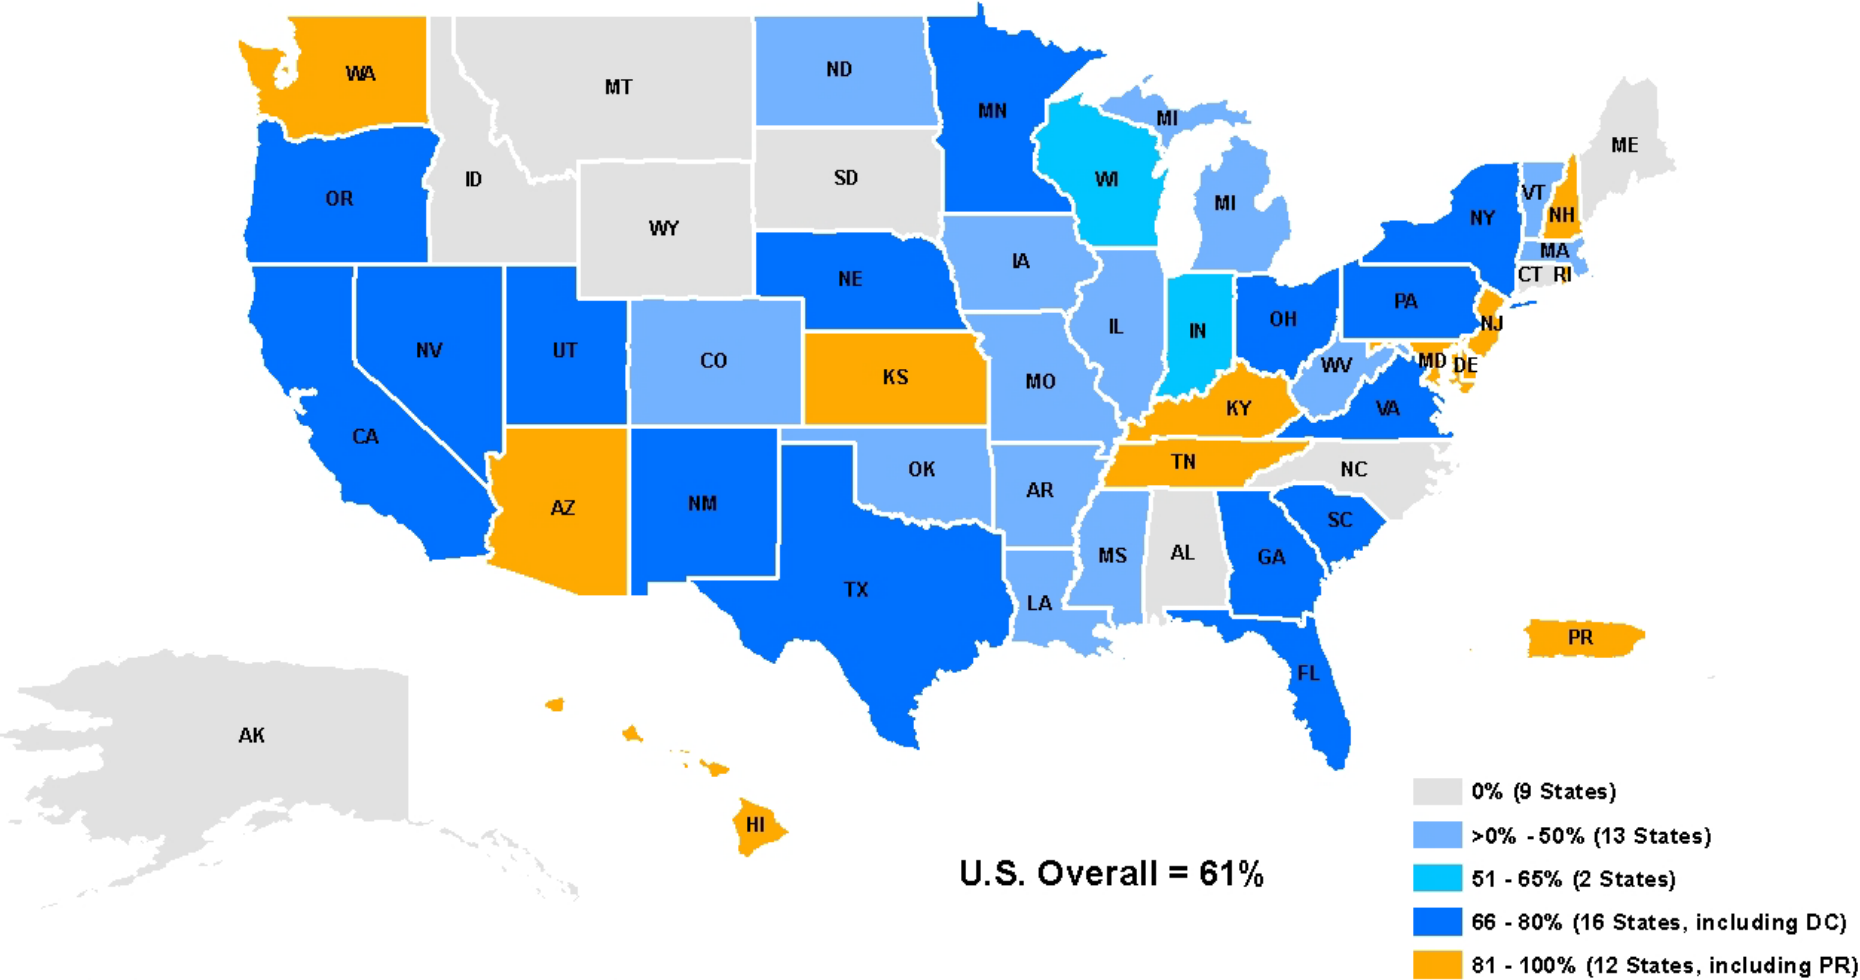 WA
MT
ND
MN
MI
ME
OR
ID
SD
WI
MI
NY
VT
NH
WY
IA
MA
CT
RI
NE
PA
NV
UT
CO
KS
MO
IL
IN
OH
NJ
WV
MD
DE
CA
KY
VA
AZ
NM
OK
AR
TN
NC
TX
LA
MS
AL
GA
SC
FL
PR
AK
HI
U.S. Overall = 61%
0% (9 States)
>0% - 50% (13 States)
51 - 65% (2 States)
66 - 80% (16 States, including DC)
81 - 100% (12 States, including PR)